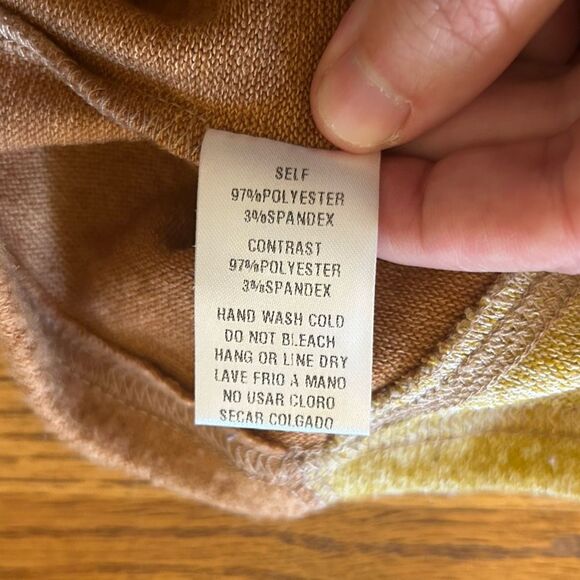 SELF
97%POLYESTER
3%SPANDEX
CONTRAST
97%POLYESTER
3%SPANDEX
HAND WASH COLD
DO NOT BLEACH
HANG OR LINE DRY
LAVE FRIO A MANO
NO USAR CLORO
SECAR COLGADO